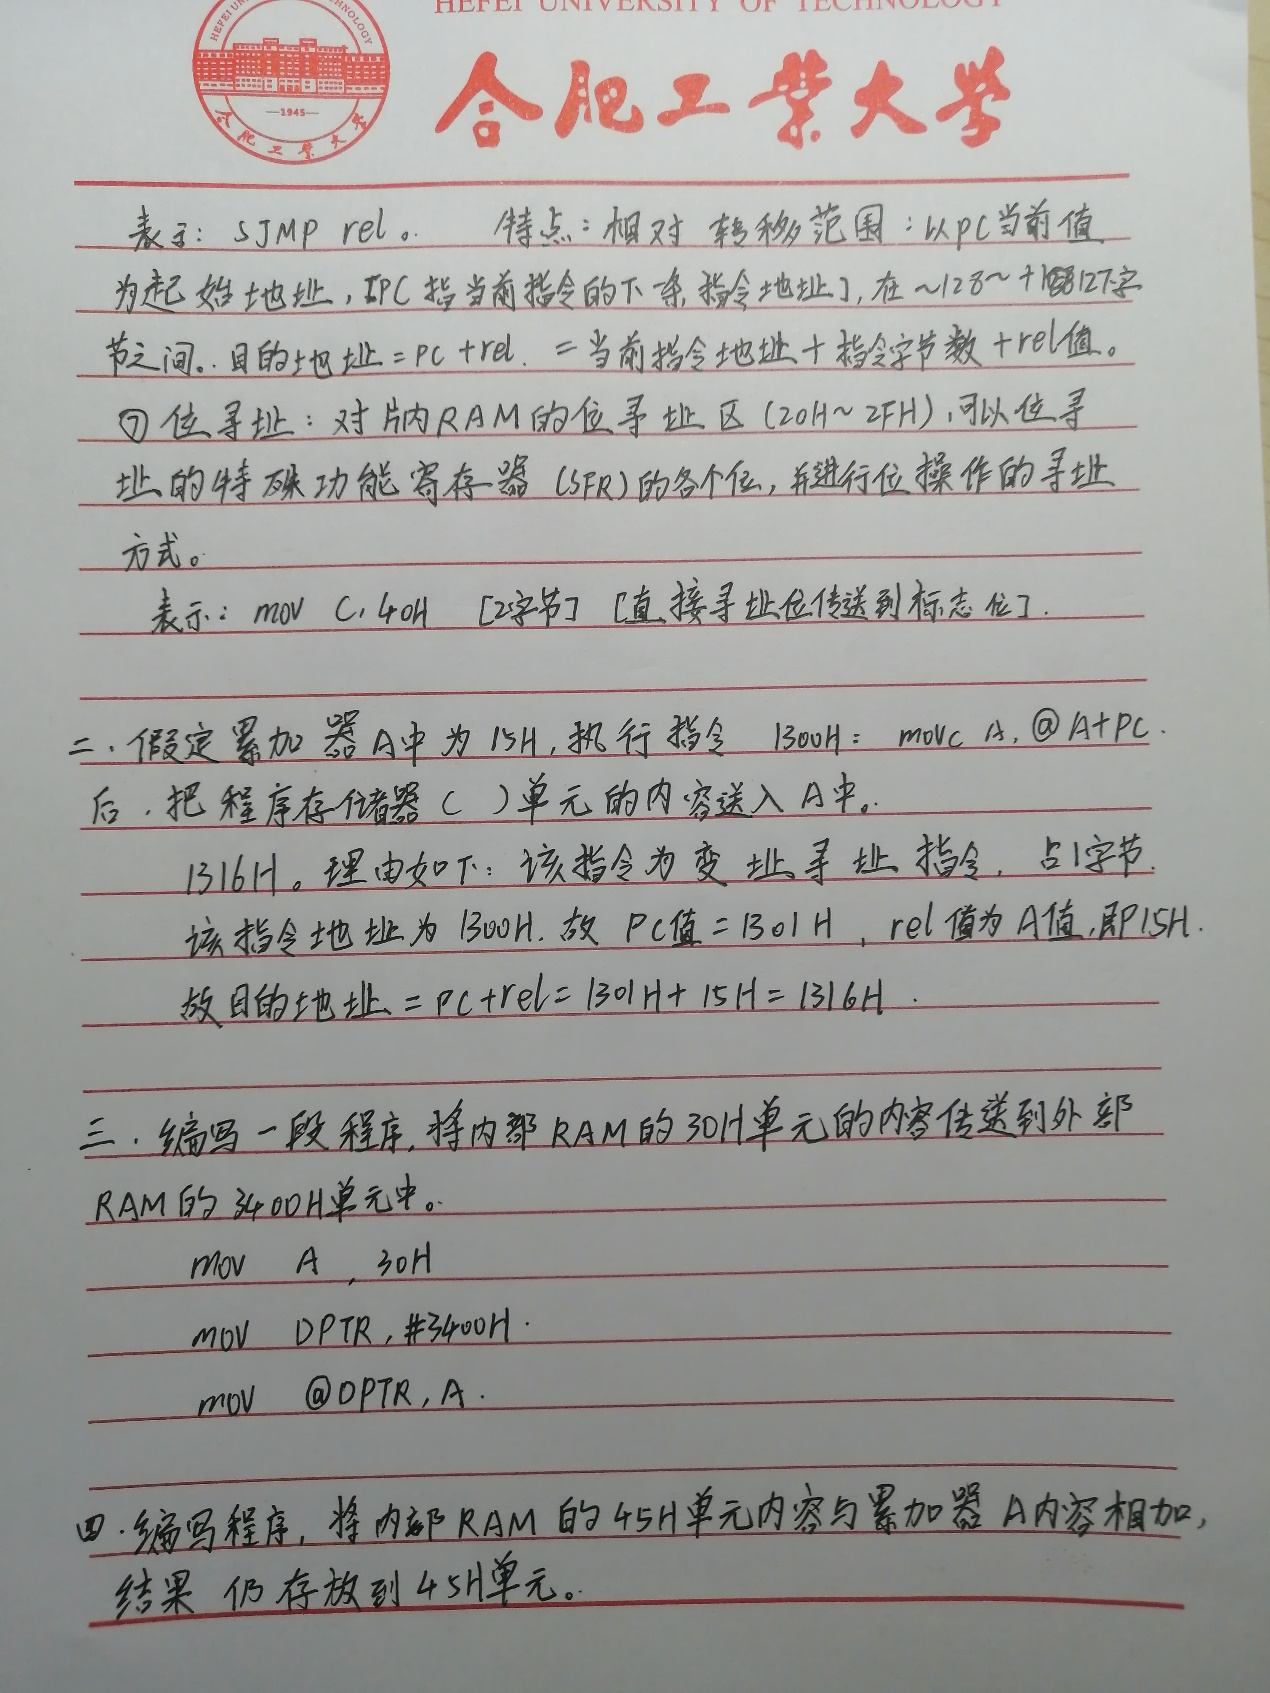 HEFEI UNIVERSITY OF TECHNOLOGY
合肥工业大学
1945
合肥工业大学
表示: SJMP rel。 特点:相对转移范围:以PC当前值
为起始地址,[PC指当前指令的下一条指令地址],在~128~+127字
节之间。目的地址=PC+rel.=当前指令地址+指令字节数+rel值。
⑦位寻址:对片内RAM的位寻址区(20H~2FH),可以位寻
址的特殊功能寄存器(SFR)的各个位,并进行位操作的寻址
方式。
表示: mov C, 40H [2字节] [直接寻址位传送到标志位].
二.假定累加器A中为15H,执行指令 1300H: movc A, @A+PC.
后,把程序存储器( )单元的内容送入A中。
1316H。理由如下:该指令为变址寻址指令,占1字节.
该指令地址为1300H.故PC值=1301H,rel值为A值,即15H.
故目的地址=PC+rel=1301H+15H=1316H.
三.编写一段程序,将内部RAM的30H单元的内容传送到外部
RAM的3400H单元中。
mov A, 30H
mov DPTR, #3400H.
mov @DPTR, A.
四.编写程序,将内部RAM的45H单元内容与累加器A内容相加,
结果仍存放到45H单元。